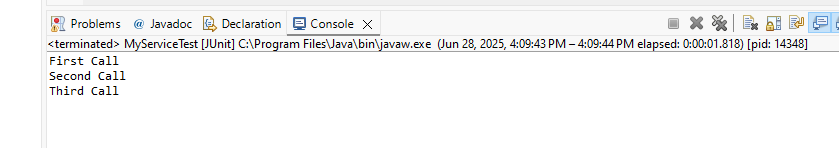 Problems @ Javadoc Declaration Console
<terminated> MyServiceTest [JUnit] C:\Program Files\Java\bin\javaw.exe (Jun 28, 2025, 4:09:43 PM – 4:09:44 PM elapsed: 0:00:01.818) [pid: 14348]
First Call
Second Call
Third Call